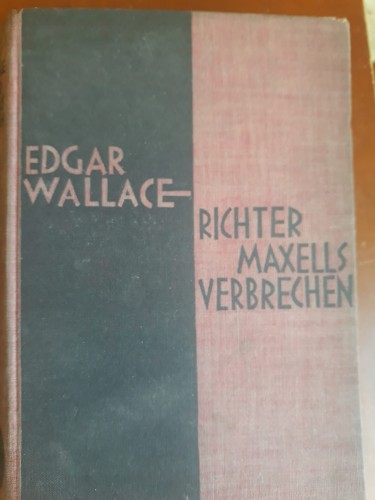 EDGAR
WALLACE—
RICHTER
MAXELLS
VERBRECHEN